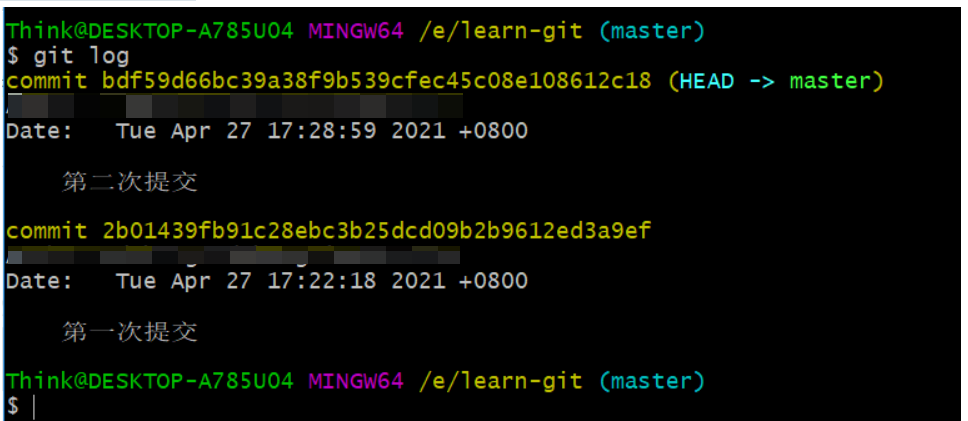 Think@DESKTOP-A785U04 MINGW64 /e/learn-git (master)
$ git log
commit bdf59d66bc39a38f9b539cfec45c08e108612c18 (HEAD -> master)
Date:   Tue Apr 27 17:28:59 2021 +0800
第二次提交
commit 2b01439fb91c28ebc3b25dcd09b2b9612ed3a9ef
Date:   Tue Apr 27 17:22:18 2021 +0800
第一次提交
Think@DESKTOP-A785U04 MINGW64 /e/learn-git (master)
$